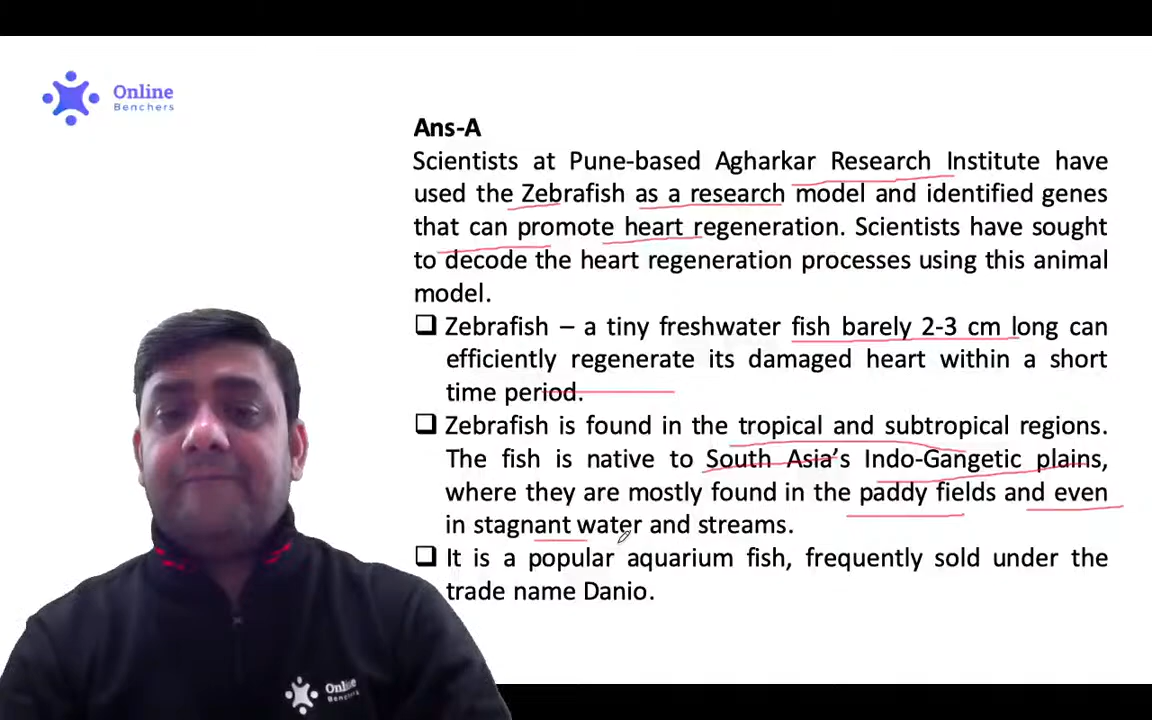 Online
Benchers
Ans-A
Scientists at Pune-based Agharkar Research Institute have
used the Zebrafish as a research model and identified genes
that can promote heart regeneration. Scientists have sought
to decode the heart regeneration processes using this animal
model.
❑ Zebrafish – a tiny freshwater fish barely 2-3 cm long can
efficiently regenerate its damaged heart within a short
time period.
❑ Zebrafish is found in the tropical and subtropical regions.
The fish is native to South Asia’s Indo-Gangetic plains,
where they are mostly found in the paddy fields and even
in stagnant water and streams.
❑ It is a popular aquarium fish, frequently sold under the
trade name Danio.
Online
Benchers